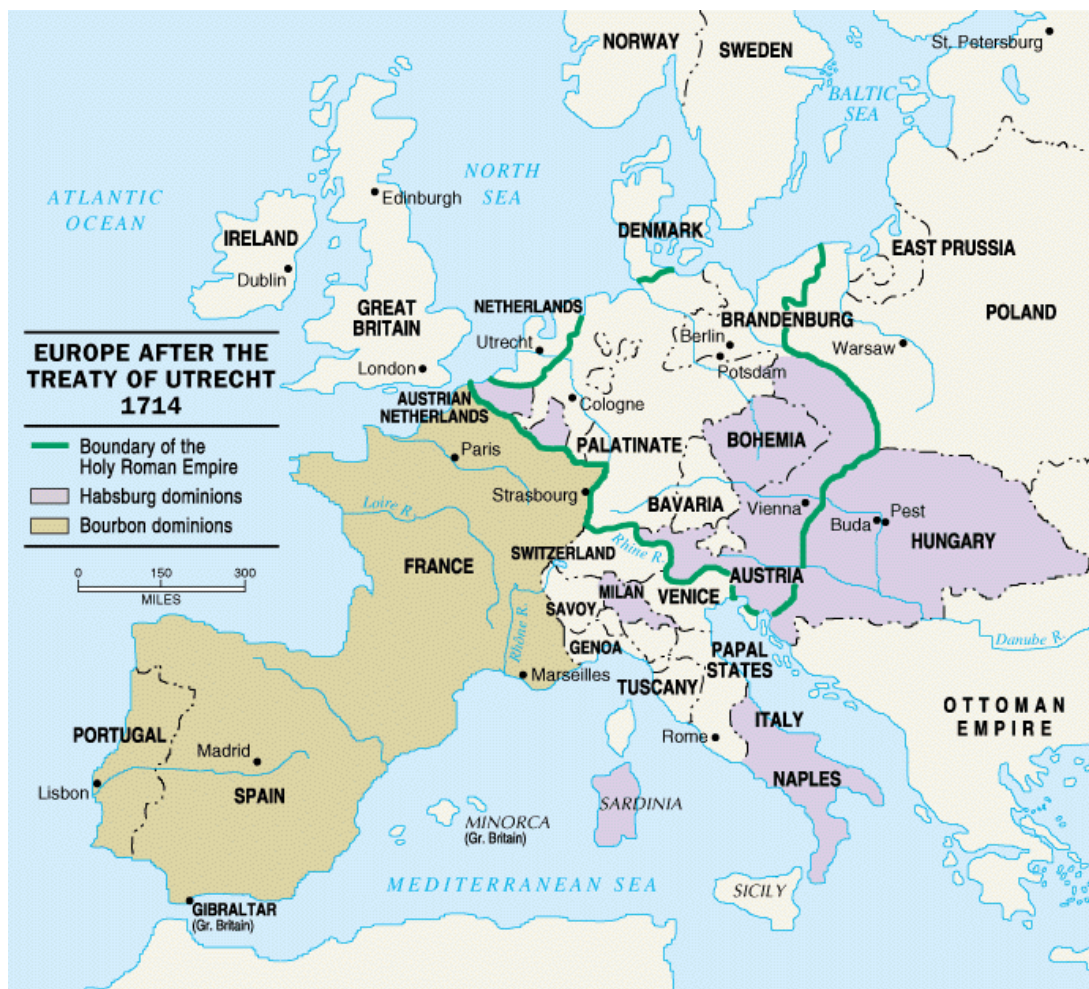 NORWAY
SWEDEN
St. Petersburg
BALTIC
SEA
ATLANTIC
OCEAN
NORTH
SEA
Edinburgh
IRELAND
Dublin
DENMARK
EAST PRUSSIA
GREAT
BRITAIN
London
NETHERLANDS
Utrecht
BRANDENBURG
Berlin
Potsdam
POLAND
Warsaw
EUROPE AFTER THE
TREATY OF UTRECHT
1714
Boundary of the
Holy Roman Empire
Habsburg dominions
Bourbon dominions
0 150 300
MILES
AUSTRIAN
NETHERLANDS
Cologne
Paris
PALATINATE
BOHEMIA
Strasbourg
BAVARIA
Vienna
Buda
Pest
HUNGARY
Loire R.
FRANCE
SWITZERLAND
Rhine R.
AUSTRIA
MILAN
VENICE
SAVOY
Rhône R.
GENOA
Danube R.
PAPAL
STATES
Marseilles
TUSCANY
OTTOMAN
EMPIRE
ITALY
Rome
NAPLES
PORTUGAL
Madrid
Lisbon
SPAIN
SARDINIA
MINORCA
(Gr. Britain)
MEDITERRANEAN SEA
SICILY
GIBRALTAR
(Gr. Britain)